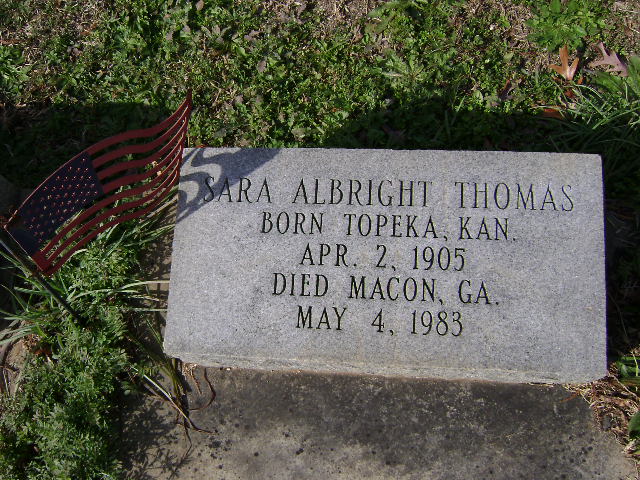 SARA ALBRIGHT THOMAS
BORN TOPEKA, KAN.
APR. 2, 1905
DIED MACON, GA.
MAY 4, 1983